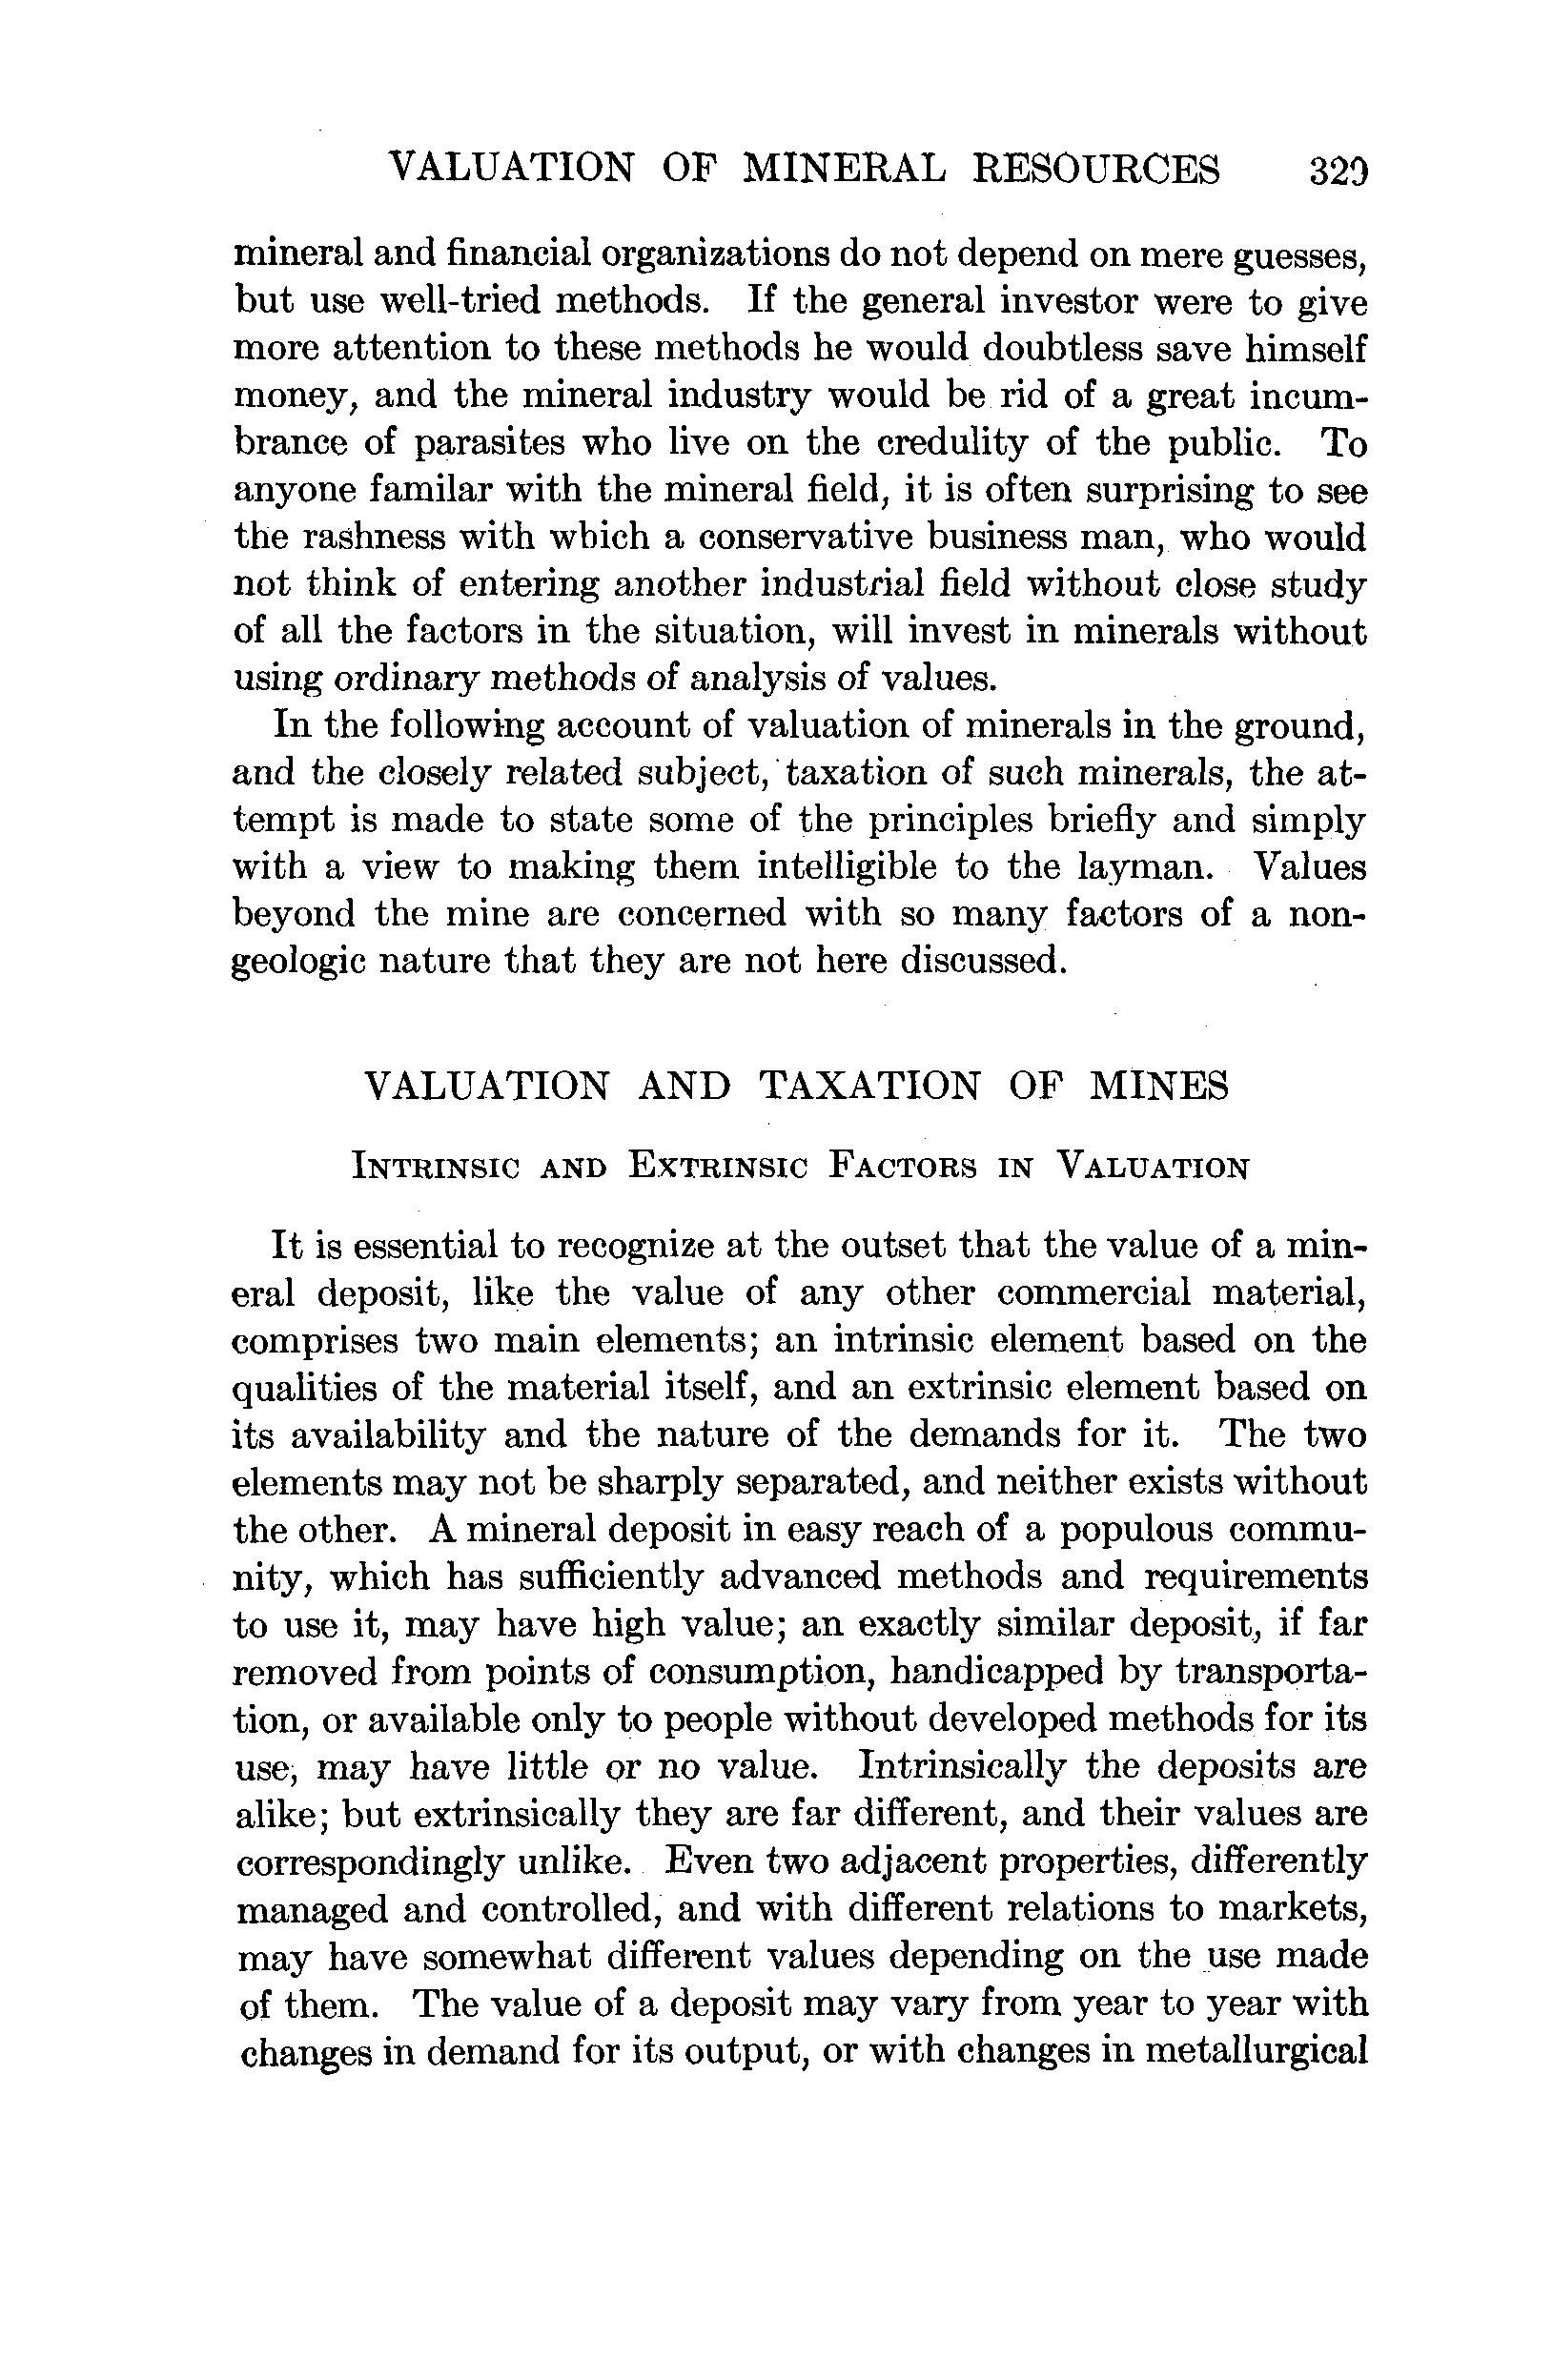 VALUATION OF MINERAL RESOURCES 329
mineral and financial organizations do not depend on mere guesses,
but use well-tried methods. If the general investor were to give
more attention to these methods he would doubtless save himself
money, and the mineral industry would be rid of a great incum-
brance of parasites who live on the credulity of the public. To
anyone familar with the mineral field, it is often surprising to see
the rashness with which a conservative business man, who would
not think of entering another industrial field without close study
of all the factors in the situation, will invest in minerals without
using ordinary methods of analysis of values.
In the following account of valuation of minerals in the ground,
and the closely related subject, taxation of such minerals, the at-
tempt is made to state some of the principles briefly and simply
with a view to making them intelligible to the layman. Values
beyond the mine are concerned with so many factors of a non-
geologic nature that they are not here discussed.
VALUATION AND TAXATION OF MINES
INTRINSIC AND EXTRINSIC FACTORS IN VALUATION
It is essential to recognize at the outset that the value of a min-
eral deposit, like the value of any other commercial material,
comprises two main elements; an intrinsic element based on the
qualities of the material itself, and an extrinsic element based on
its availability and the nature of the demands for it. The two
elements may not be sharply separated, and neither exists without
the other. A mineral deposit in easy reach of a populous commu-
nity, which has sufficiently advanced methods and requirements
to use it, may have high value; an exactly similar deposit, if far
removed from points of consumption, handicapped by transporta-
tion, or available only to people without developed methods for its
use, may have little or no value. Intrinsically the deposits are
alike; but extrinsically they are far different, and their values are
correspondingly unlike. Even two adjacent properties, differently
managed and controlled, and with different relations to markets,
may have somewhat different values depending on the use made
of them. The value of a deposit may vary from year to year with
changes in demand for its output, or with changes in metallurgical